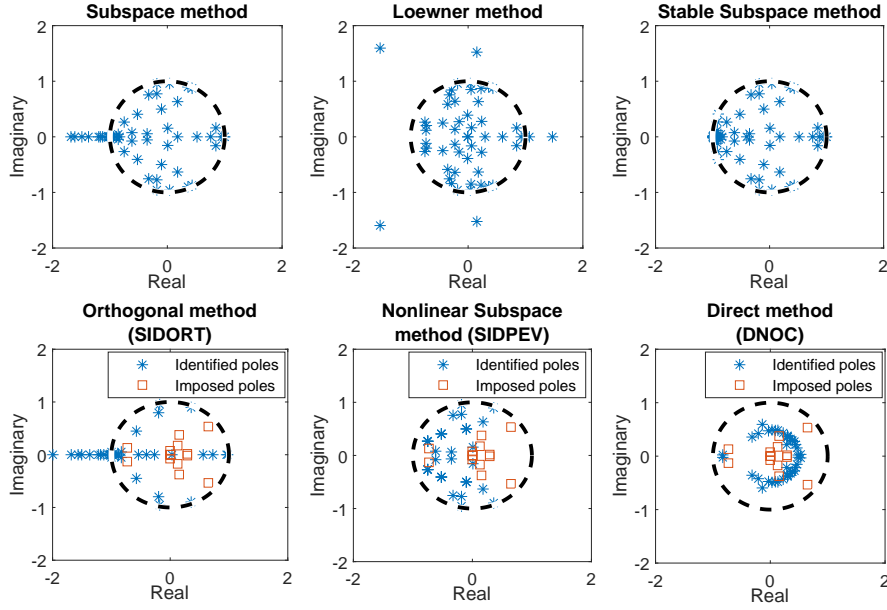 Subspace method
Loewner method
Stable Subspace method
2
1
0
-1
-2
Imaginary
-2
0
2
Real
2
1
0
-1
-2
Imaginary
-2
0
2
Real
2
1
0
-1
-2
Imaginary
-2
0
2
Real
Orthogonal method
(SIDORT)
Nonlinear Subspace
method (SIDPEV)
Direct method
(DNOC)
2
1
0
-1
-2
Imaginary
Identified poles
Imposed poles
-2
0
2
Real
2
1
0
-1
-2
Imaginary
Identified poles
Imposed poles
-2
0
2
Real
2
1
0
-1
-2
Imaginary
Identified poles
Imposed poles
-2
0
2
Real